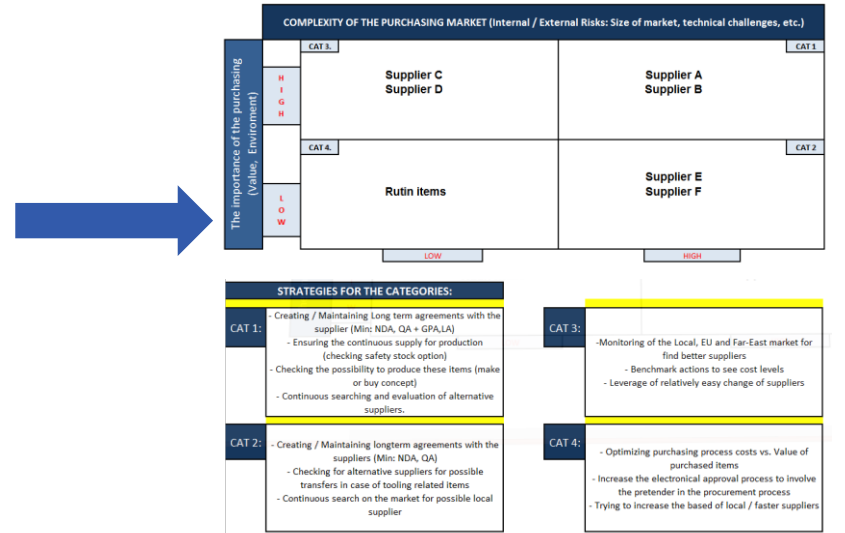 COMPLEXITY OF THE PURCHASING MARKET (Internal / External Risks: Size of market, technical challenges, etc.)
The importance of the purchasing
(Value, Enviroment)
CAT 3.
CAT 1
H
I
G
H
Supplier C
Supplier D
Supplier A
Supplier B
CAT 4.
CAT 2
L
O
W
Rutin items
Supplier E
Supplier F
LOW
HIGH
STRATEGIES FOR THE CATEGORIES:
CAT 1:
- Creating / Maintaining Long term agreements with the
supplier (Min: NDA, QA + GPA,LA)
- Ensuring the continuous supply for production
(checking safety stock option)
- Checking the possibility to produce these items (make
or buy concept)
- Continuous searching and evaluation of alternative
suppliers.
CAT 3:
-Monitoring of the Local, EU and Far-East market for
find better suppliers
- Benchmark actions to see cost levels
- Leverage of relatively easy change of suppliers
CAT 2:
- Creating / Maintaining longterm agreements with the
suppliers (Min: NDA, QA)
- Checking for alternative suppliers for possible
transfers in case of tooling related items
- Continuous search on the market for possible local
supplier
CAT 4:
- Optimizing purchasing process costs vs. Value of
purchased items
- Increase the electronical approval process to involve
the pretender in the procurement process
- Trying to increase the based of local / faster suppliers